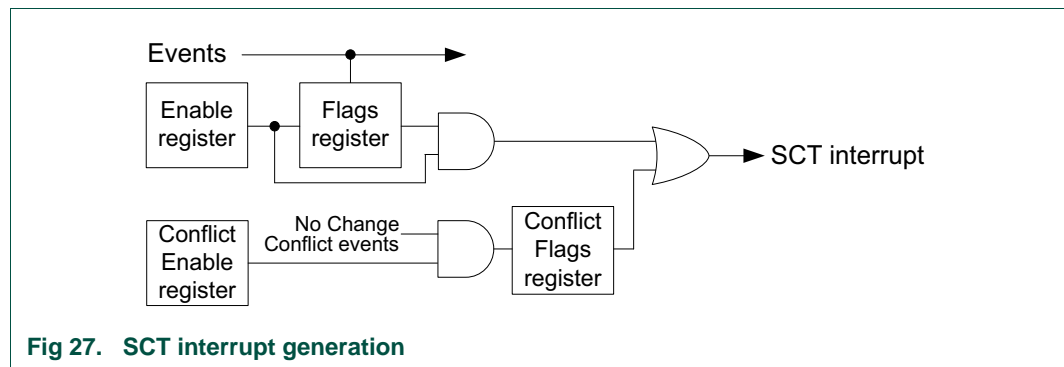 Events
Enable
register
Flags
register
SCT interrupt
No Change
Conflict events
Conflict
Enable
register
Conflict
Flags
register
Fig 27. SCT interrupt generation